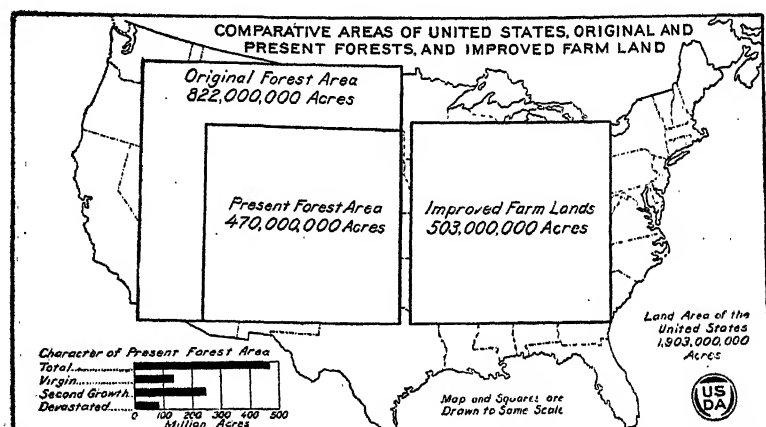 COMPARATIVE AREAS OF UNITED STATES, ORIGINAL AND
PRESENT FORESTS, AND IMPROVED FARM LAND
Original Forest Area
822,000,000 Acres
Present Forest Area
470,000,000 Acres
Improved Farm Lands
503,000,000 Acres
Land Area of the
United States
1,903,000,000
Acres
Character of Present Forest Area
Total
Virgin
Second Growth
Devastated
0 100 200 300 400 500
Million Acres
Map and Squares are
Drawn to Same Scale
US
DA